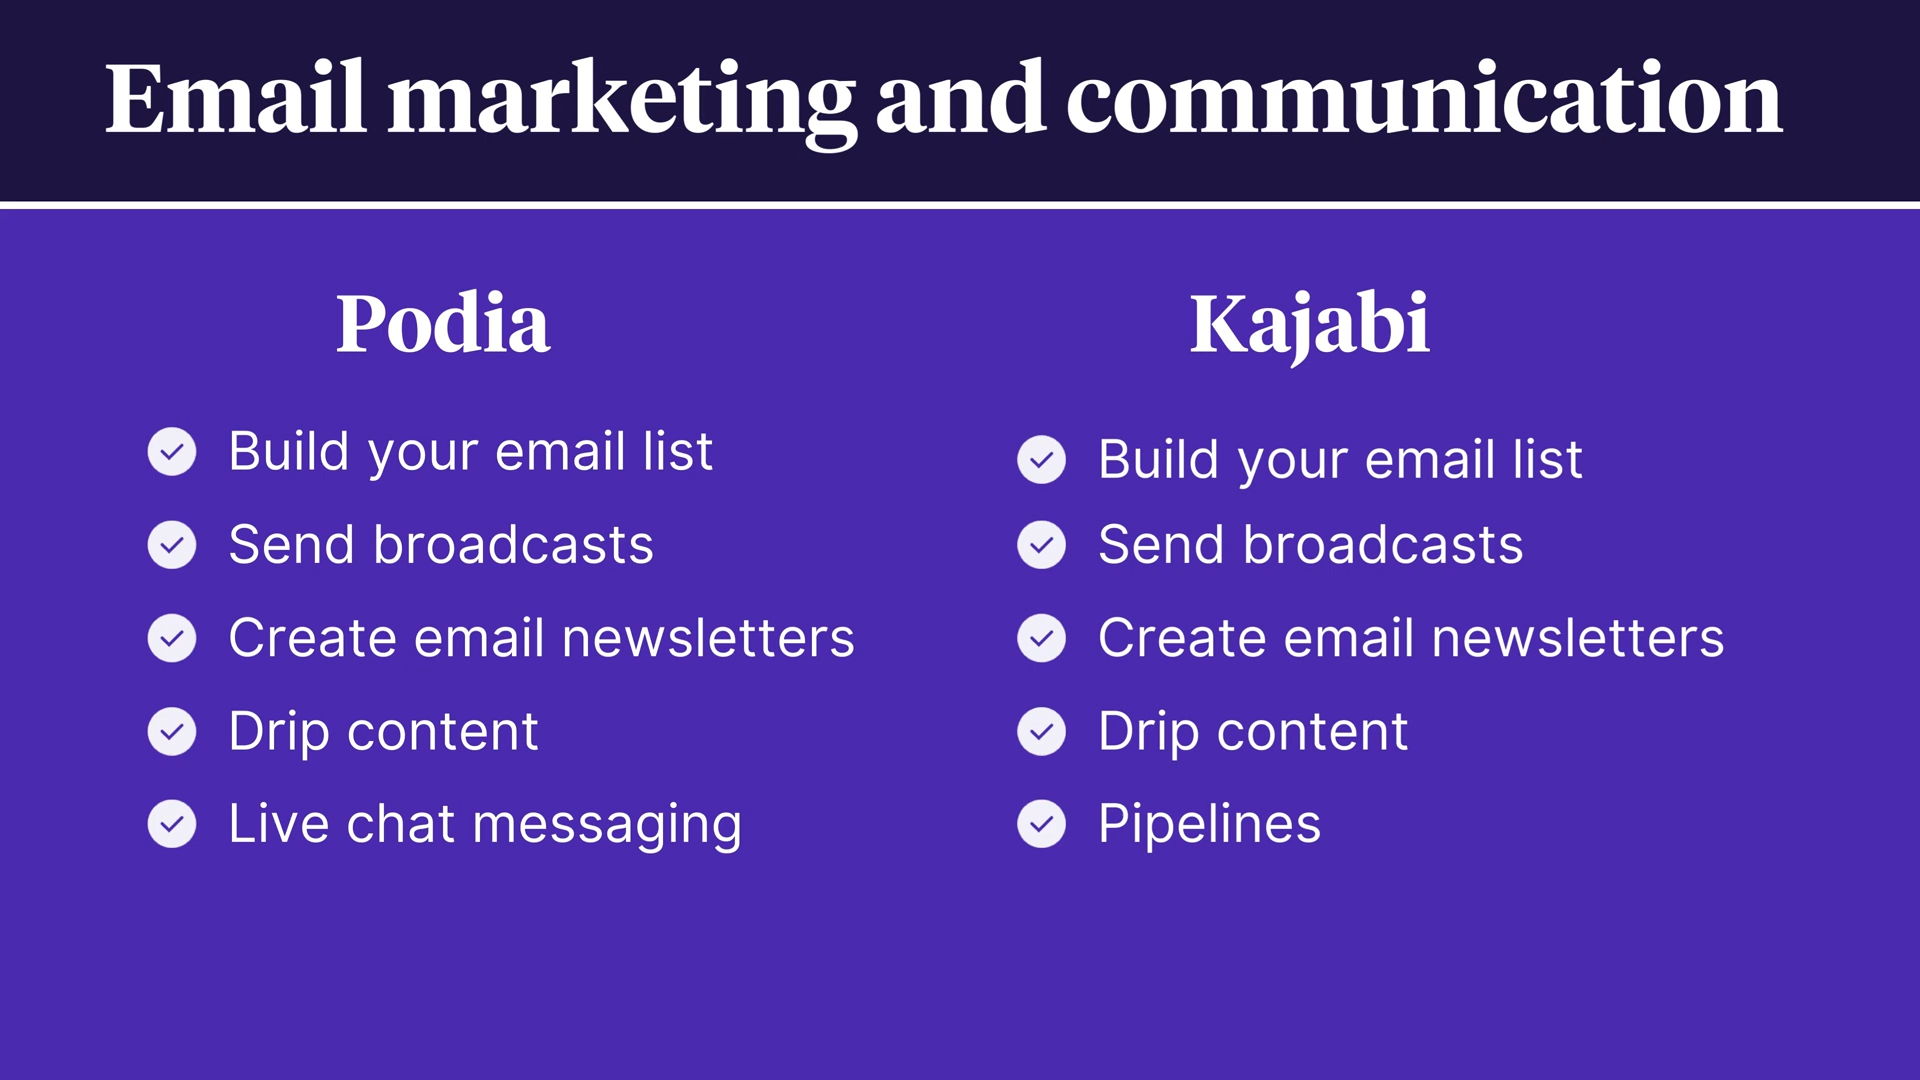 Email marketing and communication
Podia
Build your email list
Send broadcasts
Create email newsletters
Drip content
Live chat messaging
Kajabi
Build your email list
Send broadcasts
Create email newsletters
Drip content
Pipelines